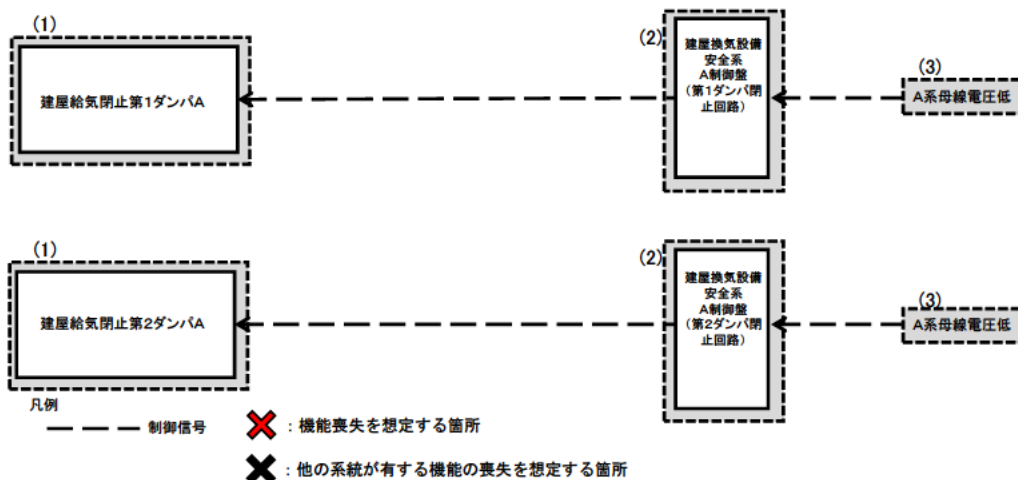 (1)
建屋給気閉止第1ダンパA
(2)
建屋換気設備
安全系
A制御盤
(第1ダンパ閉
止回路)
(3)
A系母線電圧低
(1)
建屋給気閉止第2ダンパA
(2)
建屋換気設備
安全系
A制御盤
(第2ダンパ閉
止回路)
(3)
A系母線電圧低
凡例
制御信号
:機能喪失を想定する箇所
:他の系統が有する機能の喪失を想定する箇所